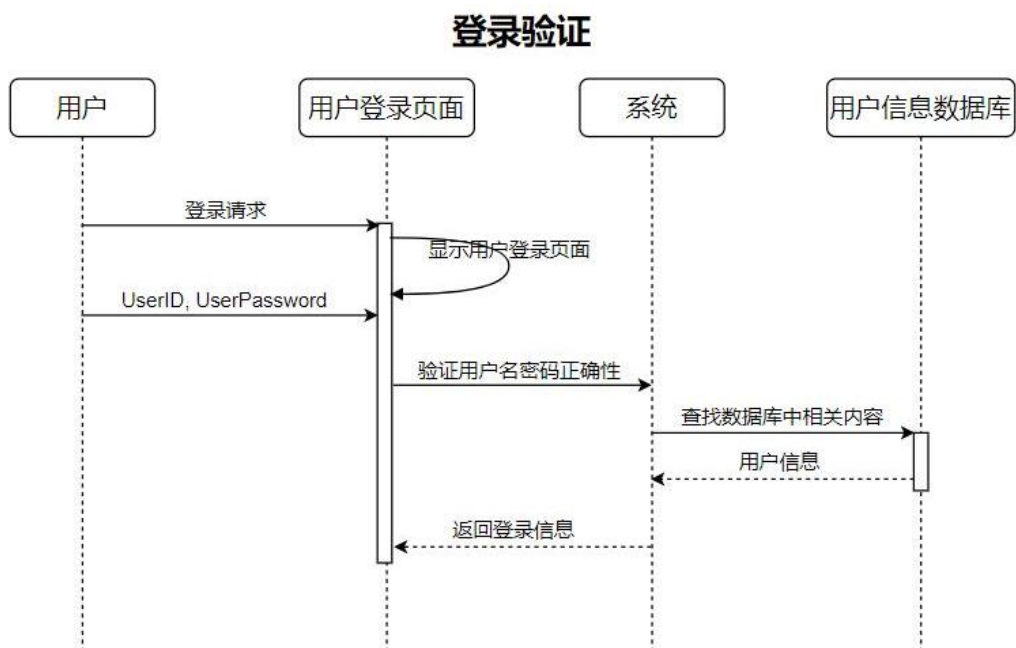 登录验证
用户
用户登录页面
系统
用户信息数据库
登录请求
显示用户登录页面
UserID, UserPassword
验证用户名密码正确性
查找数据库中相关内容
用户信息
返回登录信息